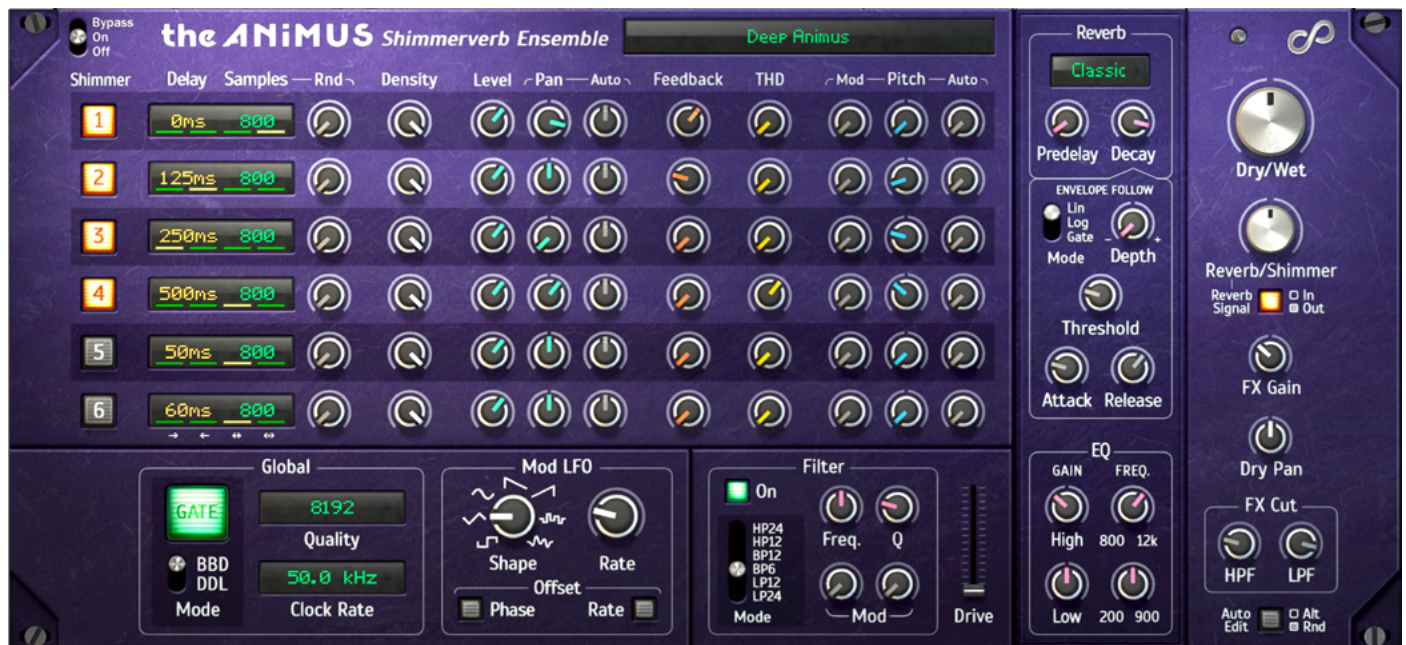 Bypass
On
Off
the ANiMUS Shimmerverb Ensemble
Deep Animus
Shimmer Delay Samples Rnd Density Level Pan Auto Feedback THD Mod Pitch Auto
1 0ms 800
2 125ms 800
3 250ms 800
4 500ms 800
5 50ms 800
6 60ms 800
Global
GATE
8192
Quality
BBD
DDL
Mode
50.0 kHz
Clock Rate
Mod LFO
Shape Rate
Offset
Phase Rate
Filter
On
HP24
HP12
BP12
BP6
LP12
LP24
Mode
Freq. Q
Mod
Drive
Reverb
Classic
Predelay Decay
ENVELOPE FOLLOW
Lin
Log
Gate
Mode
- +
Depth
Threshold
Attack Release
EQ
GAIN FREQ.
High 800 12k
Low 200 900
Dry/Wet
Reverb/Shimmer
Reverb
Signal
In
Out
FX Gain
Dry Pan
FX Cut
HPF LPF
Auto
Edit
Alt
Rnd